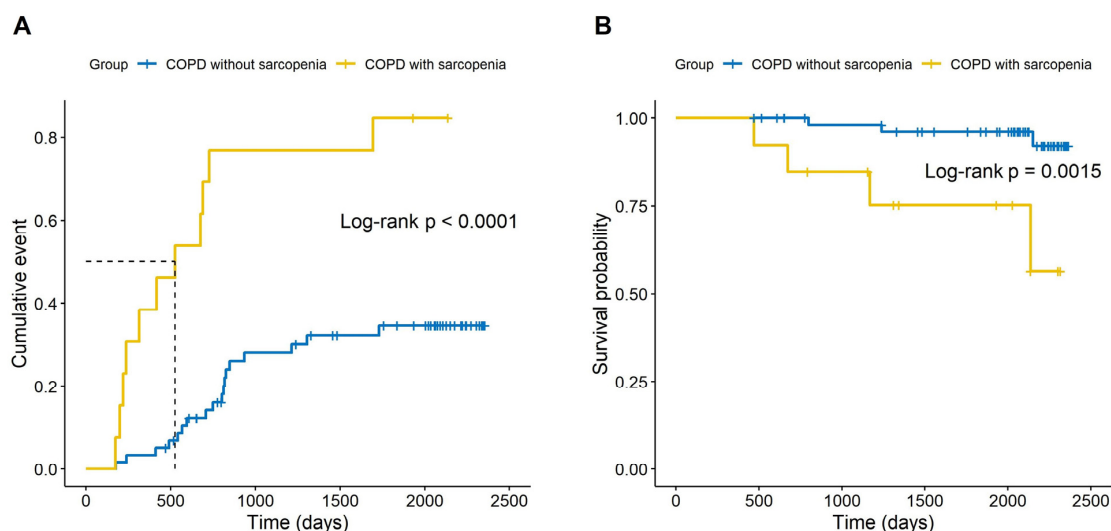 A
Group COPD without sarcopenia COPD with sarcopenia
Cumulative event
0.8
0.6
0.4
0.2
0.0
Log-rank p < 0.0001
0 500 1000 1500 2000 2500
Time (days)
B
Group COPD without sarcopenia COPD with sarcopenia
Survival probability
1.00
0.75
0.50
0.25
0.00
Log-rank p = 0.0015
0 500 1000 1500 2000 2500
Time (days)